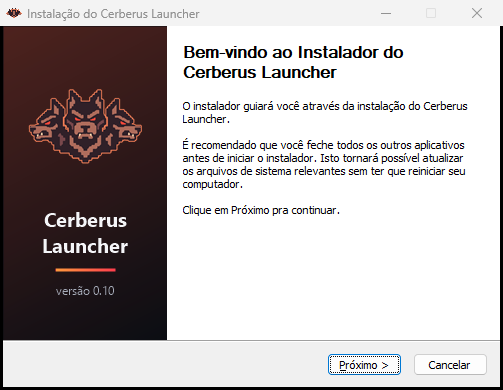 Instalação do Cerberus Launcher
Bem-vindo ao Instalador do
Cerberus Launcher
O instalador guiará você através da instalação do Cerberus
Launcher.
É recomendado que você feche todos os outros aplicativos
antes de iniciar o instalador. Isto tornará possível atualizar
os arquivos de sistema relevantes sem ter que reiniciar seu
computador.
Clique em Próximo pra continuar.
Cerberus
Launcher
versão 0.10
Próximo >
Cancelar